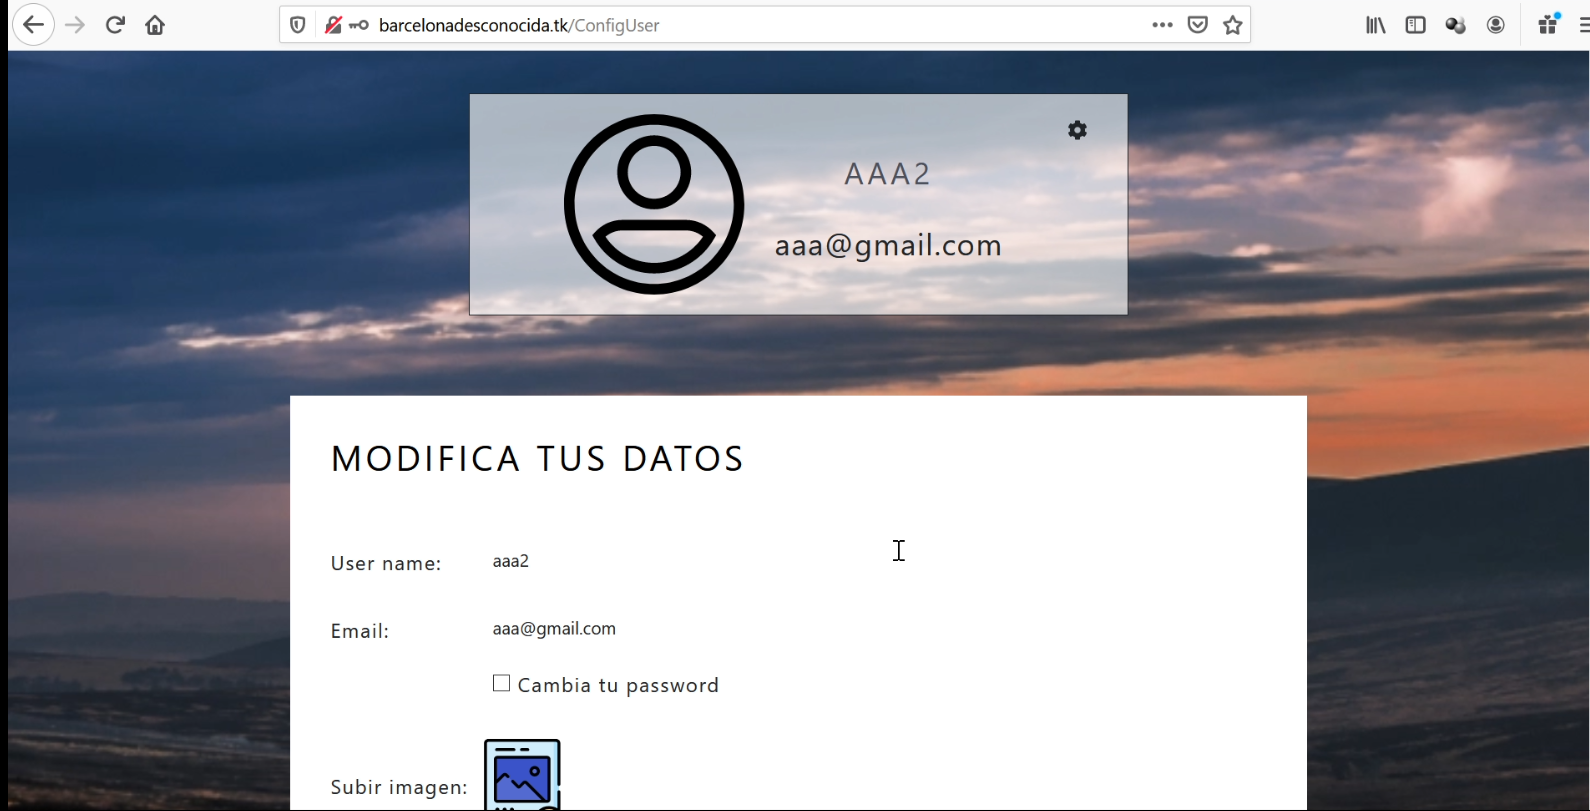 barcelonadesconocida.tk/ConfigUser
AAA2
aaa@gmail.com
MODIFICA TUS DATOS
User name: aaa2
Email: aaa@gmail.com
Cambia tu password
Subir imagen: